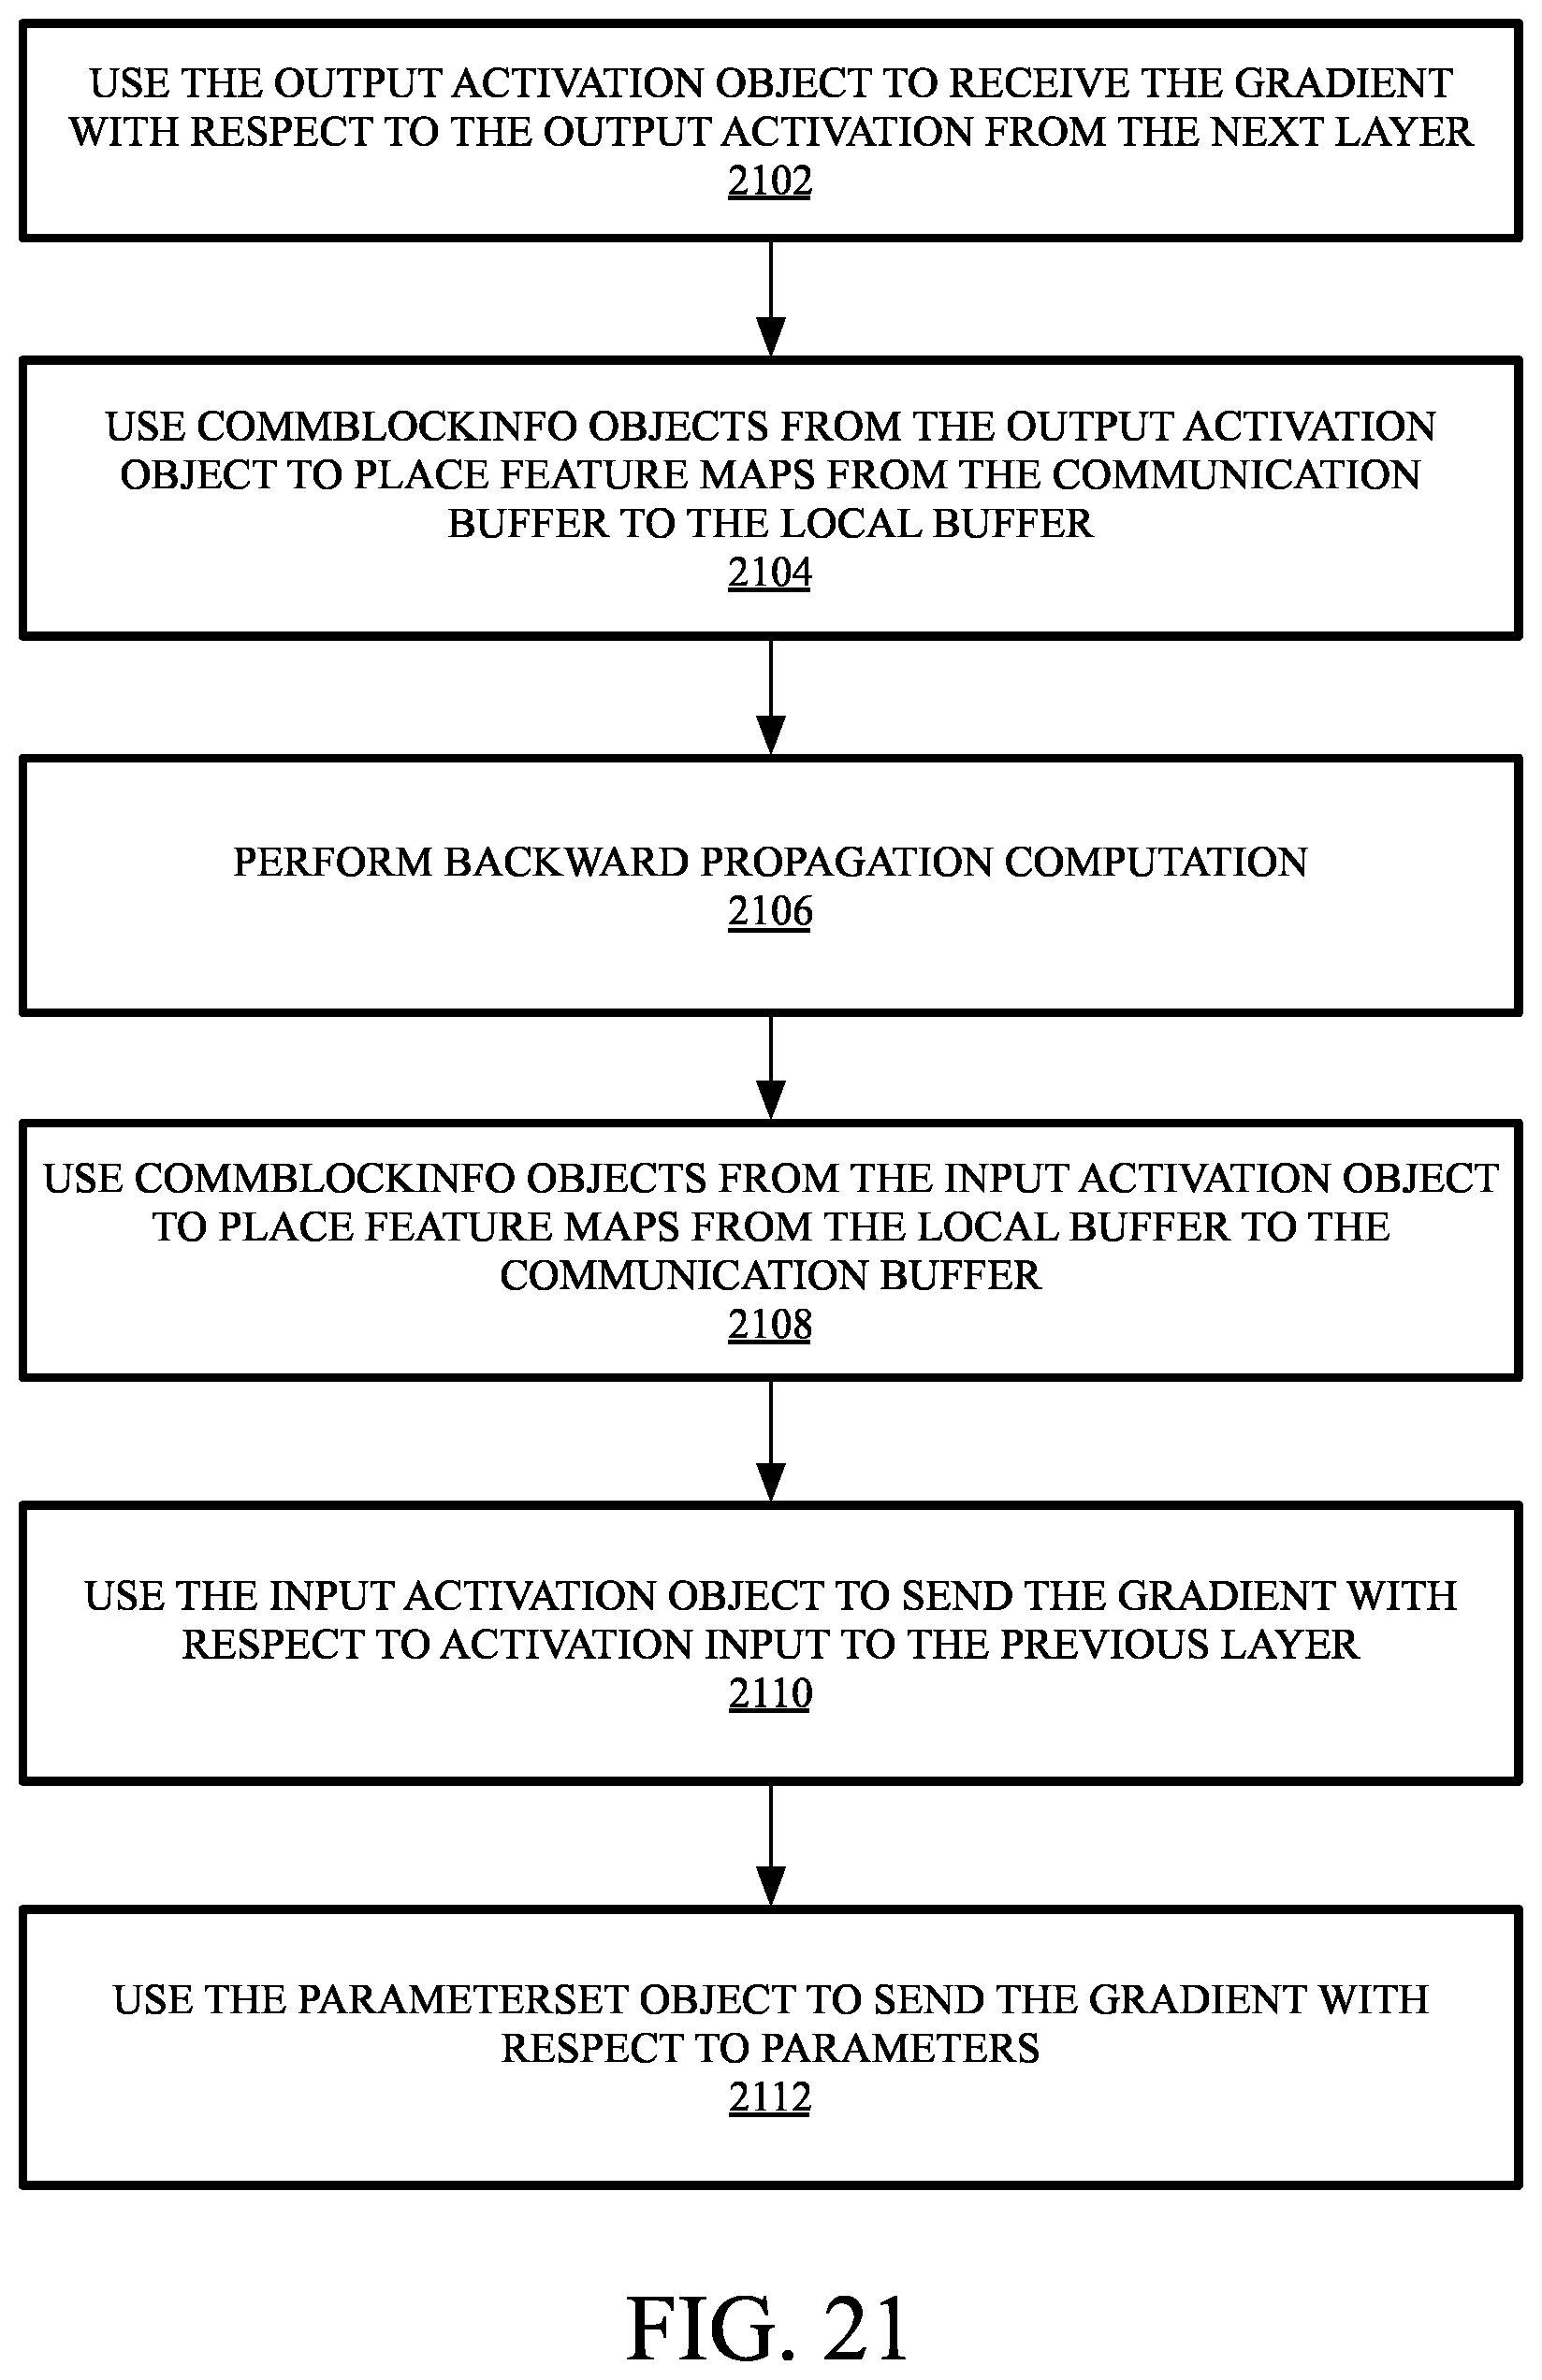 USE THE OUTPUT ACTIVATION OBJECT TO RECEIVE THE GRADIENT
WITH RESPECT TO THE OUTPUT ACTIVATION FROM THE NEXT LAYER
2102
USE COMMBLOCKINFO OBJECTS FROM THE OUTPUT ACTIVATION
OBJECT TO PLACE FEATURE MAPS FROM THE COMMUNICATION
BUFFER TO THE LOCAL BUFFER
2104
PERFORM BACKWARD PROPAGATION COMPUTATION
2106
USE COMMBLOCKINFO OBJECTS FROM THE INPUT ACTIVATION OBJECT
TO PLACE FEATURE MAPS FROM THE LOCAL BUFFER TO THE
COMMUNICATION BUFFER
2108
USE THE INPUT ACTIVATION OBJECT TO SEND THE GRADIENT WITH
RESPECT TO ACTIVATION INPUT TO THE PREVIOUS LAYER
2110
USE THE PARAMETERSET OBJECT TO SEND THE GRADIENT WITH
RESPECT TO PARAMETERS
2112
FIG. 21